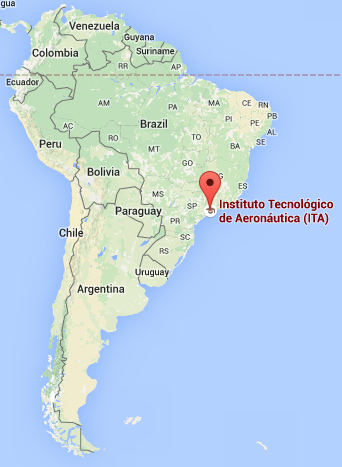 gua
Venezuela
Guyana
Colombia
Suriname
RR
AP
Ecuador
AM
PA
MA
CE
RN
PB
PI
PE
AC
AL
TO
SE
RO
Brazil
BA
Peru
MT
GO
Bolivia
ES
MS
SP
Instituto Tecnológico
de Aeronáutica (ITA)
Paraguay
PR
Chile
SC
RS
Uruguay
Argentina